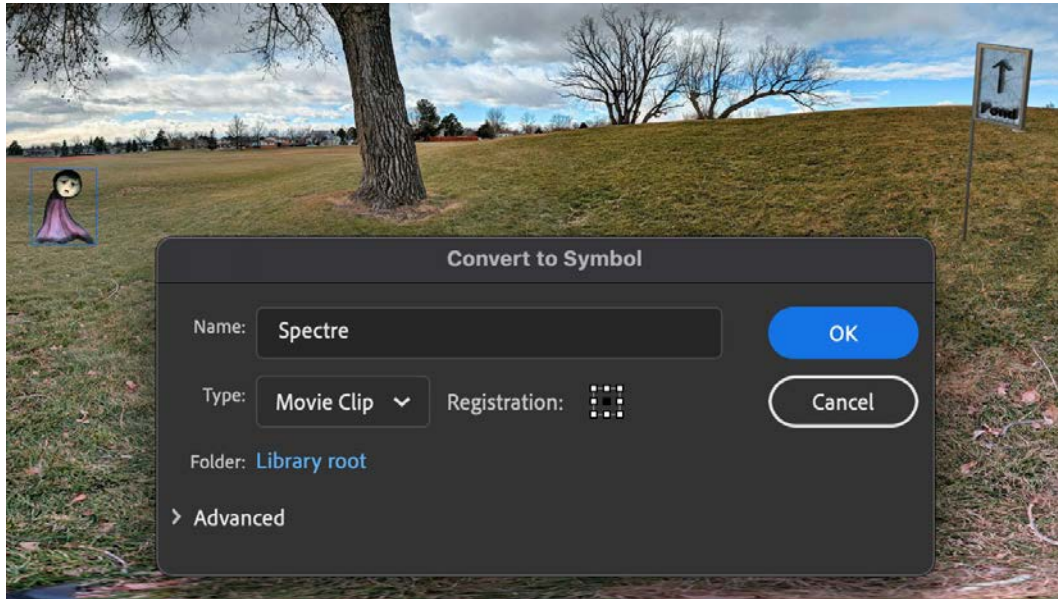 Pond
Convert to Symbol
Name: Spectre
OK
Type: Movie Clip Registration:
Cancel
Folder: Library root
Advanced